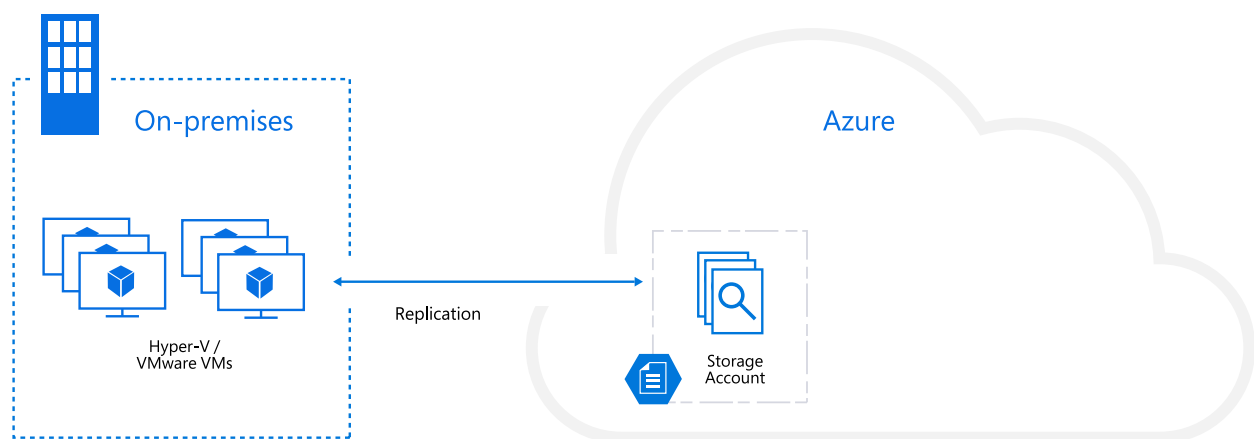 On-premises
Azure
Hyper-V /
VMware VMs
Replication
Storage
Account